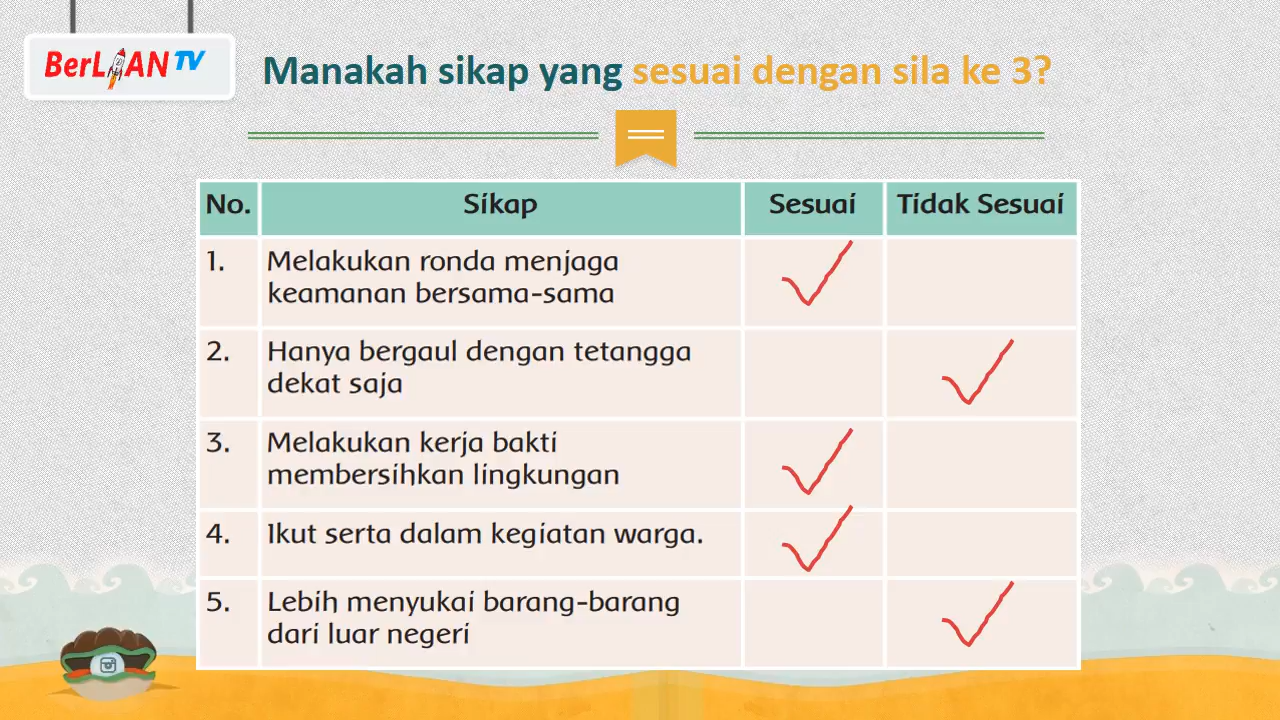 BerLIAN TV
Manakah sikap yang sesuai dengan sila ke 3?
No. Sikap Sesuai Tidak Sesuai
1. Melakukan ronda menjaga
keamanan bersama-sama
2. Hanya bergaul dengan tetangga
dekat saja
3. Melakukan kerja bakti
membersihkan lingkungan
4. Ikut serta dalam kegiatan warga.
5. Lebih menyukai barang-barang
dari luar negeri